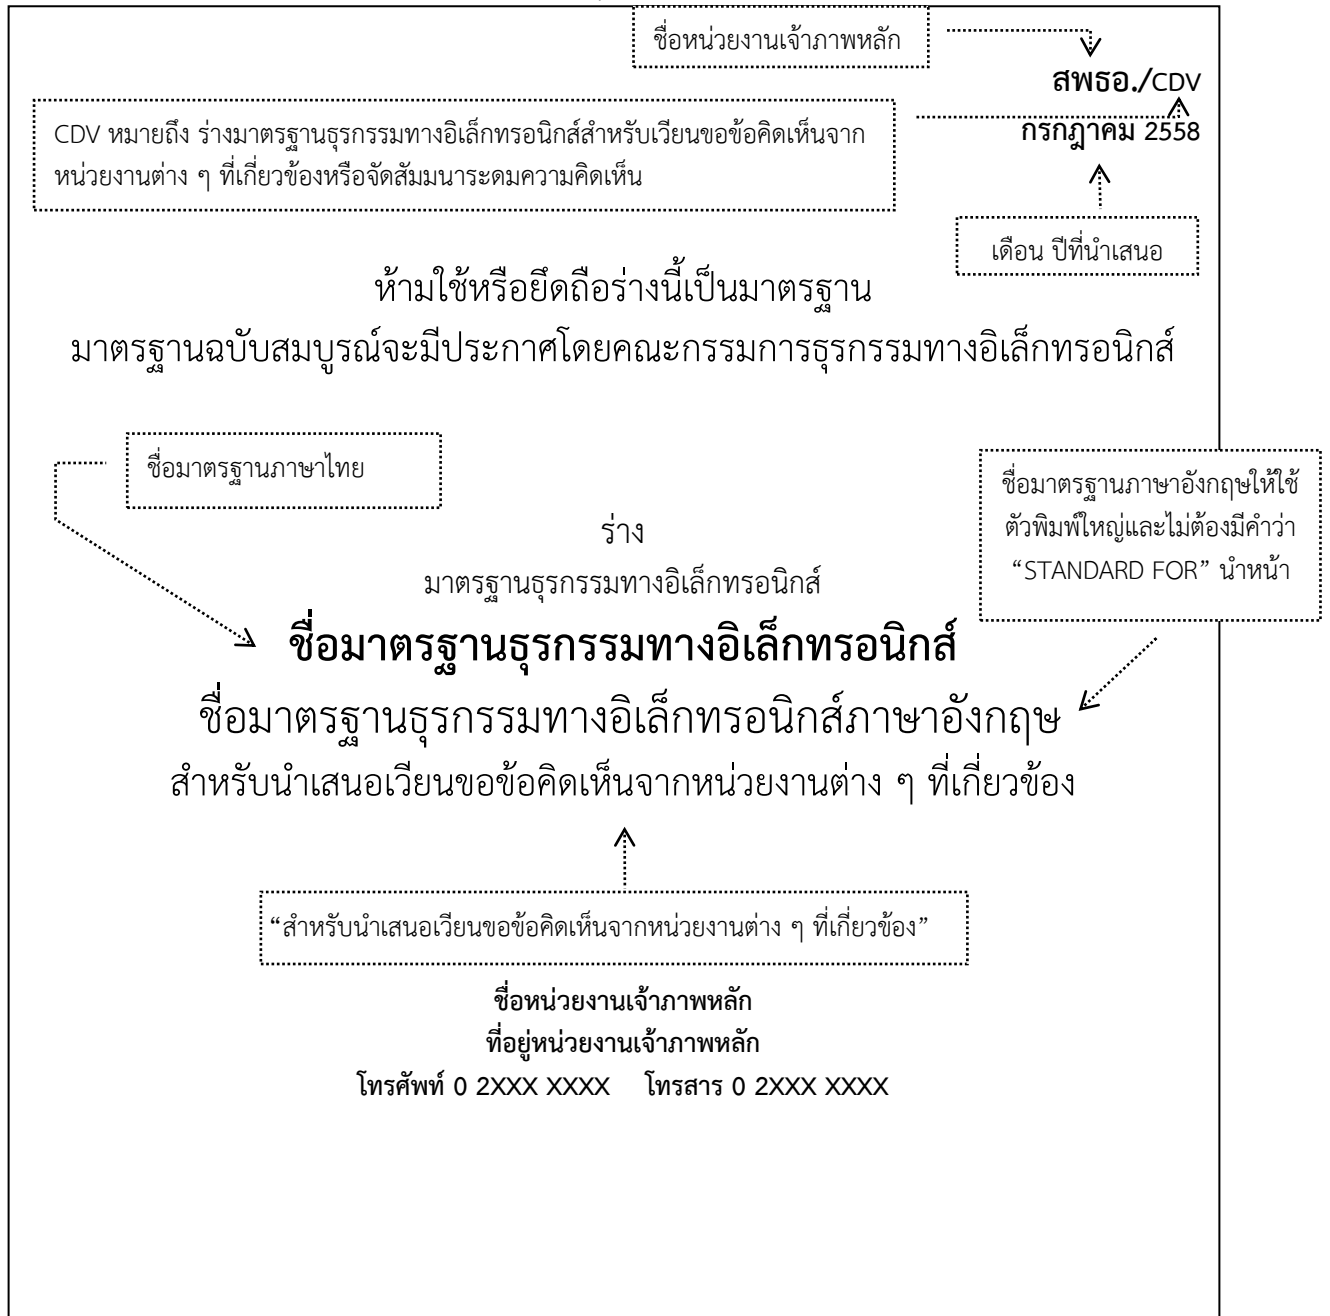 ชื่อหน่วยงานเจ้าภาพหลัก
สพธอ./CDV
กรกฎาคม 2558
CDV หมายถึง ร่างมาตรฐานธุรกรรมทางอิเล็กทรอนิกส์สำหรับเวียนขอข้อคิดเห็นจาก
หน่วยงานต่าง ๆ ที่เกี่ยวข้องหรือจัดสัมมนาระดมความคิดเห็น
เดือน ปีที่นำเสนอ
ห้ามใช้หรือยึดถือร่างนี้เป็นมาตรฐาน
มาตรฐานฉบับสมบูรณ์จะมีประกาศโดยคณะกรรมการธุรกรรมทางอิเล็กทรอนิกส์
ชื่อมาตรฐานภาษาไทย
ชื่อมาตรฐานภาษาอังกฤษให้ใช้
ตัวพิมพ์ใหญ่และไม่ต้องมีคำว่า
“STANDARD FOR” นำหน้า
ร่าง
มาตรฐานธุรกรรมทางอิเล็กทรอนิกส์
ชื่อมาตรฐานธุรกรรมทางอิเล็กทรอนิกส์
ชื่อมาตรฐานธุรกรรมทางอิเล็กทรอนิกส์ภาษาอังกฤษ
สำหรับนำเสนอเวียนขอข้อคิดเห็นจากหน่วยงานต่าง ๆ ที่เกี่ยวข้อง
“สำหรับนำเสนอเวียนขอข้อคิดเห็นจากหน่วยงานต่าง ๆ ที่เกี่ยวข้อง”
ชื่อหน่วยงานเจ้าภาพหลัก
ที่อยู่หน่วยงานเจ้าภาพหลัก
โทรศัพท์ 0 2XXX XXXX โทรสาร 0 2XXX XXXX